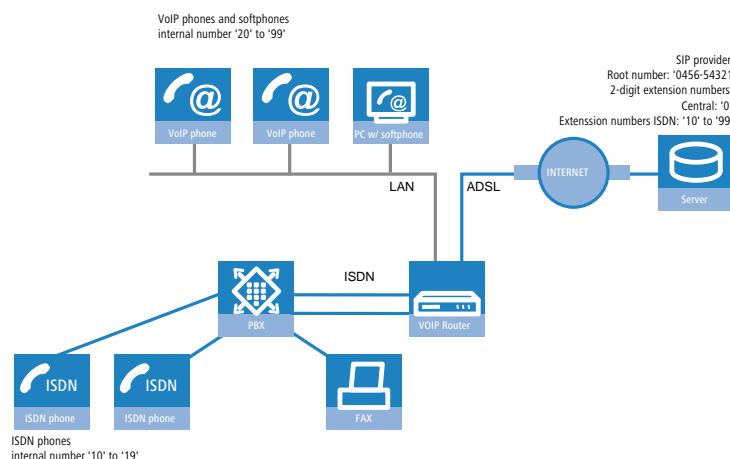 VoIP phones and softphones
internal number '20' to '99'
SIP provider
Root number: '0456-54321
2-digit extension numbers
Central: '0
Extenssion numbers ISDN: '10' to '99
@
@
@
VoIP phone
VoIP phone
PC w/ softphone
INTERNET
Server
LAN
ADSL
ISDN
PBX
VOIP Router
ISDN
ISDN
ISDN phone
ISDN phone
FAX
ISDN phones
internal number '10' to '19'